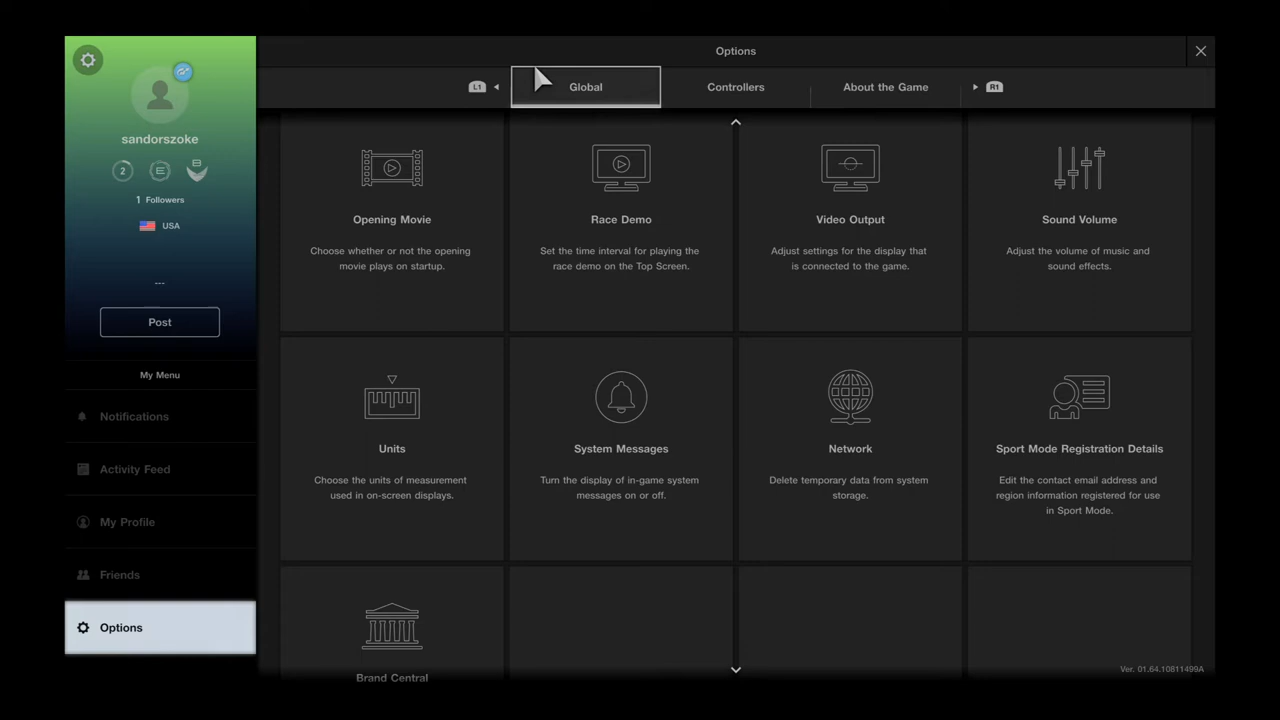 Options
L1
Global
Controllers
About the Game
R1
sandorszoke
2
E
B
1 Followers
USA
---
Post
My Menu
Notifications
Activity Feed
My Profile
Friends
Options
Opening Movie
Choose whether or not the opening
movie plays on startup.
Race Demo
Set the time interval for playing the
race demo on the Top Screen.
Video Output
Adjust settings for the display that
is connected to the game.
Sound Volume
Adjust the volume of music and
sound effects.
Units
Choose the units of measurement
used in on-screen displays.
System Messages
Turn the display of in-game system
messages on or off.
Network
Delete temporary data from system
storage.
Sport Mode Registration Details
Edit the contact email address and
region information registered for use
in Sport Mode.
Brand Central
Ver. 01.64.10811499A